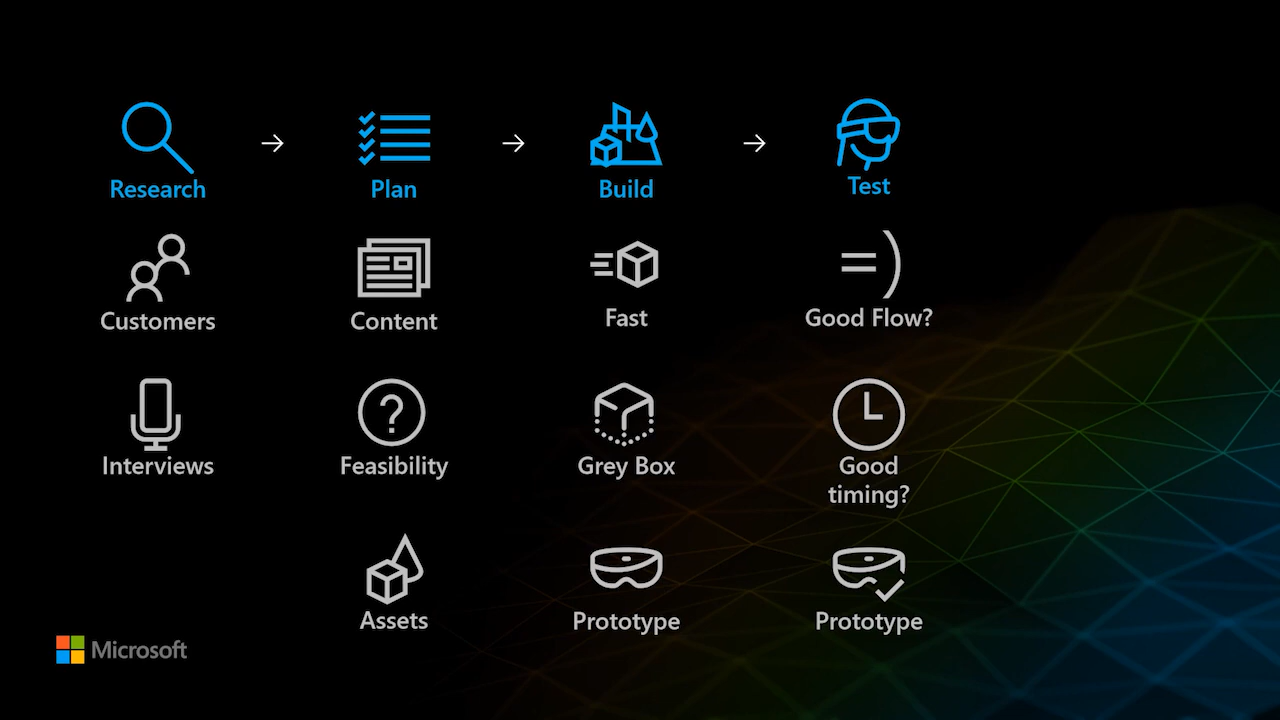 Research
Plan
Build
Test
Customers
Content
Fast
Good Flow?
Interviews
Feasibility
Grey Box
Good
timing?
Assets
Prototype
Prototype
Microsoft